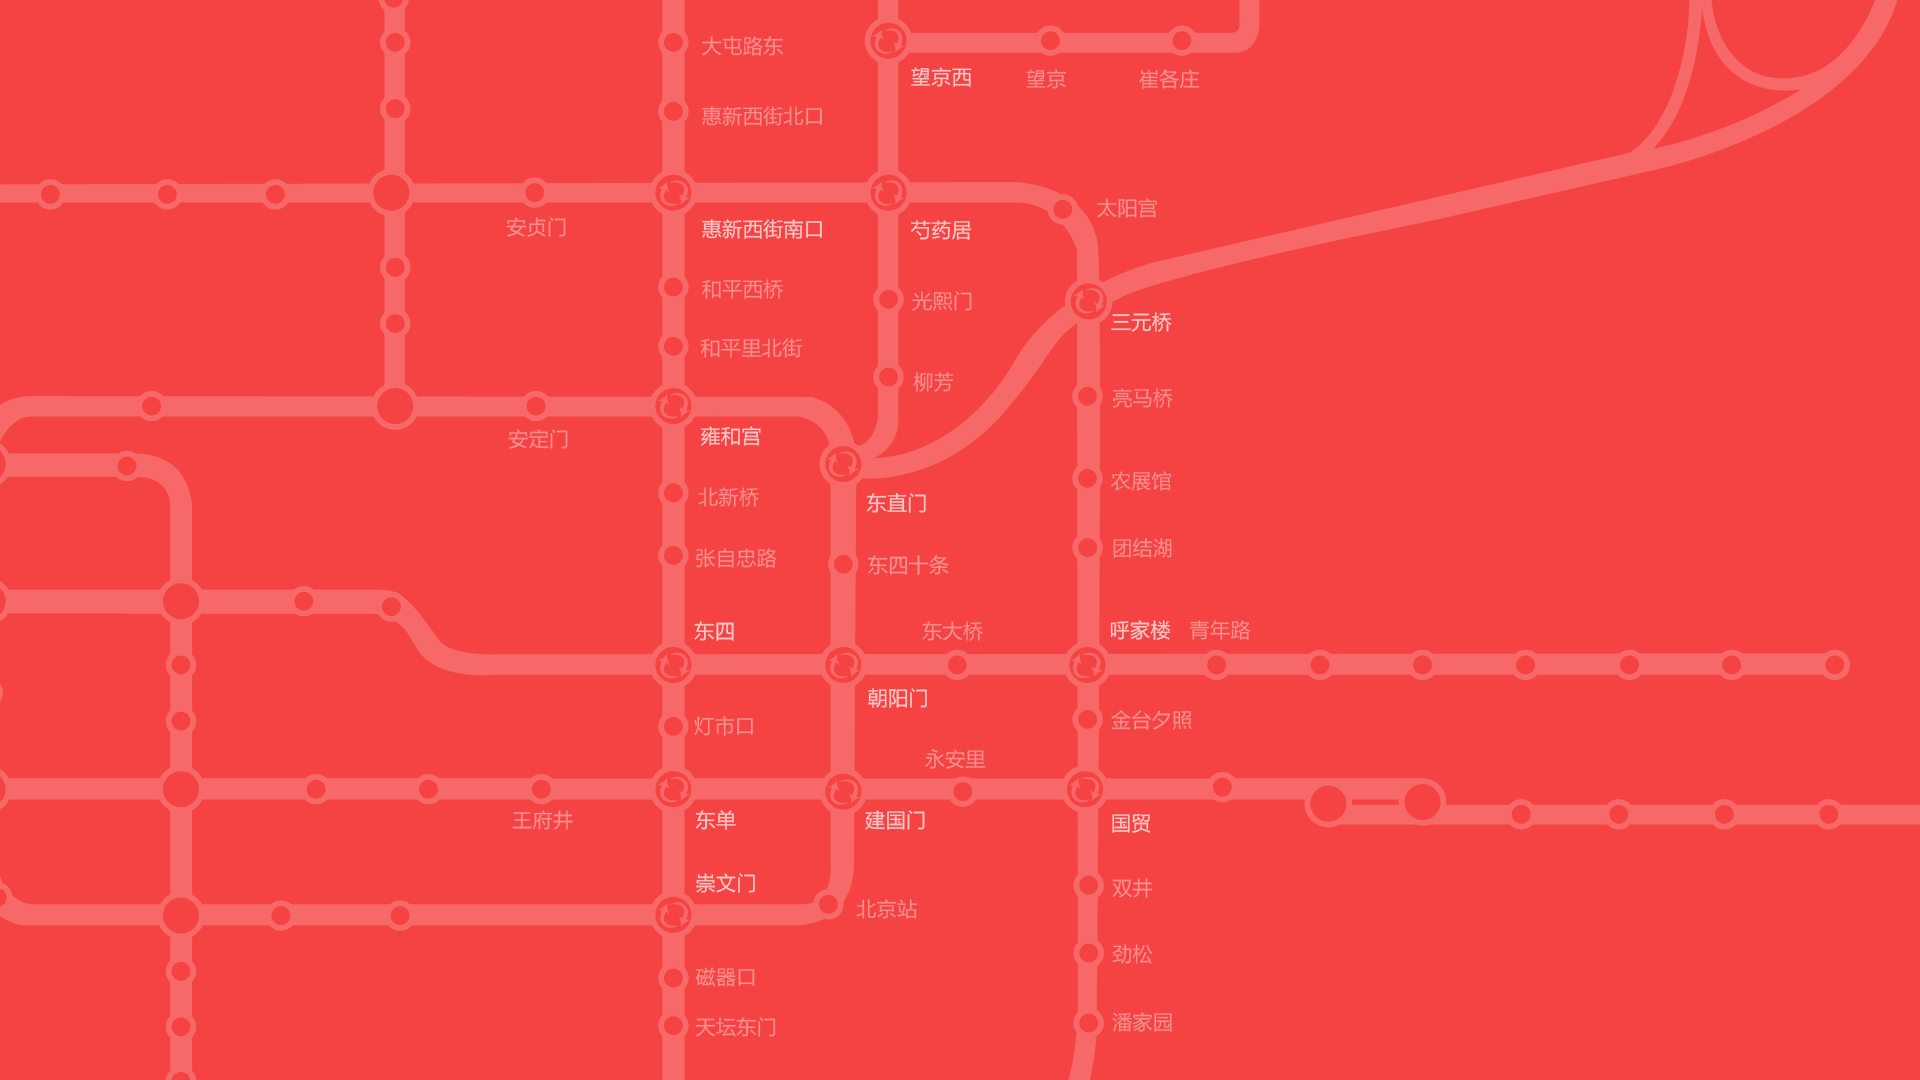 大屯路东
望京西
望京
崔各庄
惠新西街北口
太阳宫
安贞门
惠新西街南口
芍药居
和平西桥
光熙门
三元桥
和平里北街
柳芳
亮马桥
安定门
雍和宫
农展馆
北新桥
东直门
团结湖
张自忠路
东四十条
东四
东大桥
呼家楼
青年路
朝阳门
灯市口
金台夕照
永安里
王府井
东单
建国门
国贸
崇文门
双井
北京站
劲松
磁器口
天坛东门
潘家园